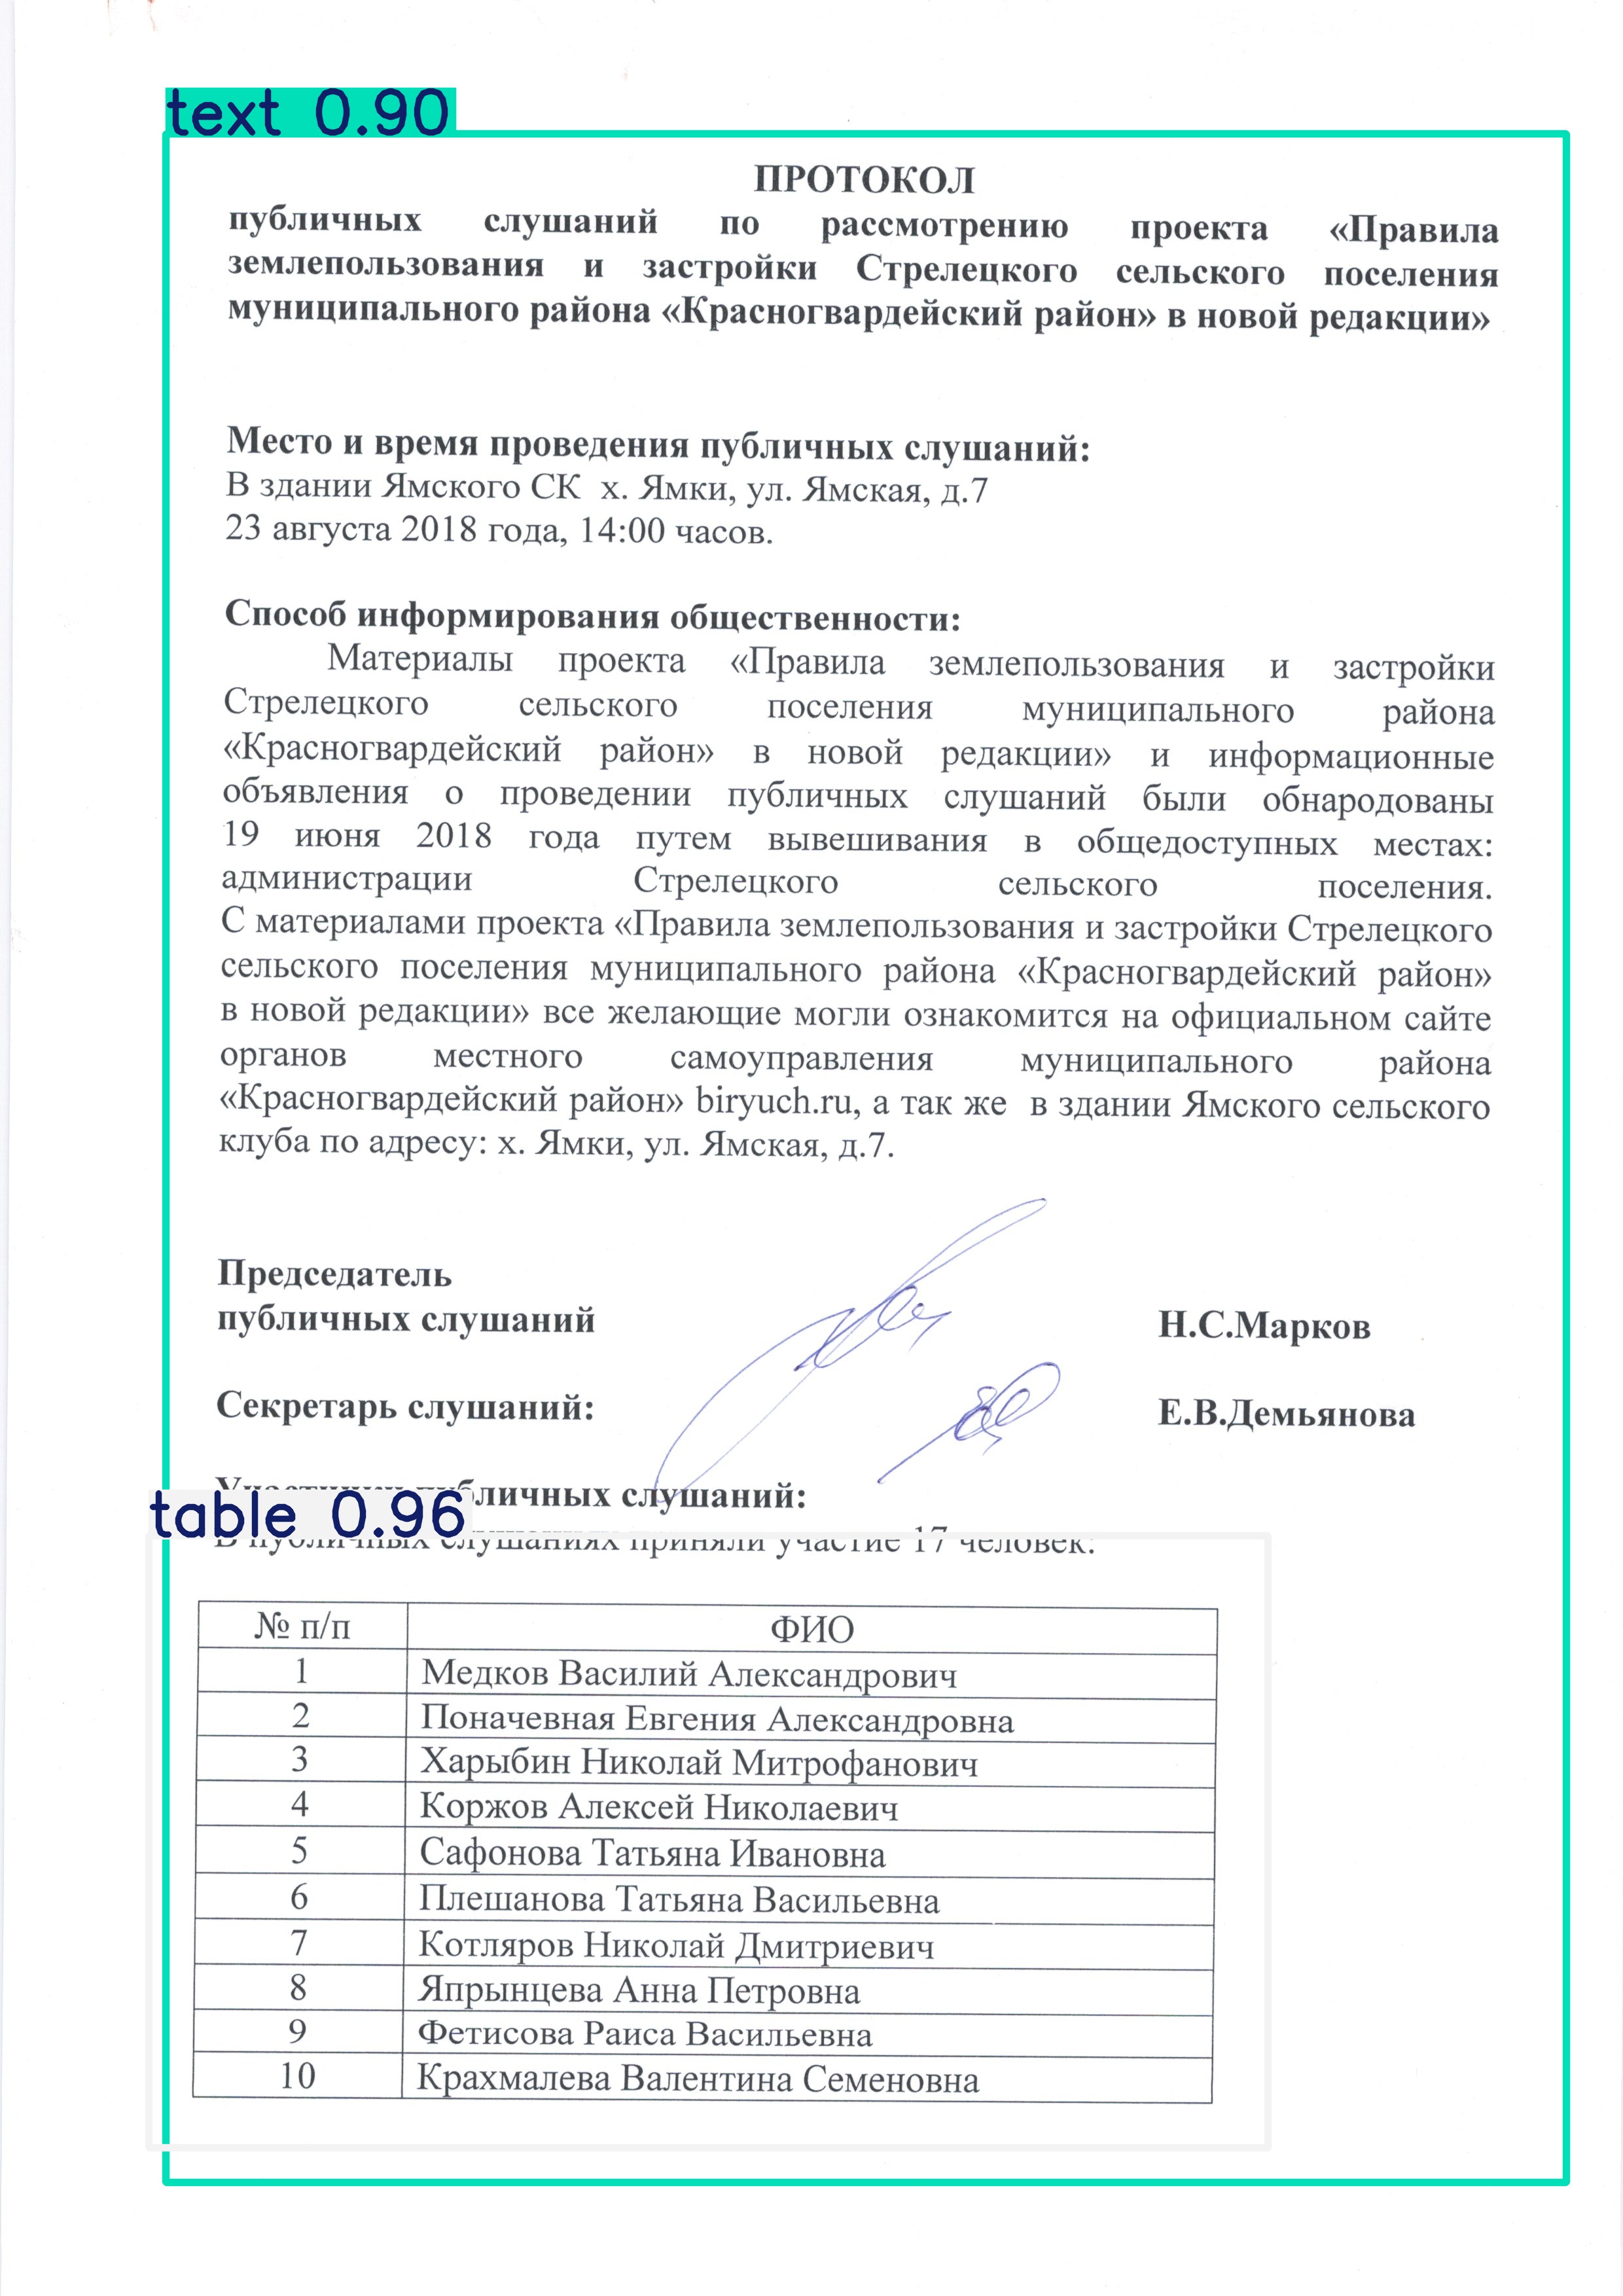 text 0.90
ПРОТОКОЛ
публичных слушаний по рассмотрению проекта «Правила
землепользования и застройки Стрелецкого сельского поселения
муниципального района «Красногвардейский район» в новой редакции»
Место и время проведения публичных слушаний:
В здании Ямского СК х. Ямки, ул. Ямская, д.7
23 августа 2018 года, 14:00 часов.
Способ информирования общественности:
Материалы проекта «Правила землепользования и застройки
Стрелецкого сельского поселения муниципального района
«Красногвардейский район» в новой редакции» и информационные
объявления о проведении публичных слушаний были обнародованы
19 июня 2018 года путем вывешивания в общедоступных местах:
администрации Стрелецкого сельского поселения.
С материалами проекта «Правила землепользования и застройки Стрелецкого
сельского поселения муниципального района «Красногвардейский район»
в новой редакции» все желающие могли ознакомится на официальном сайте
органов местного самоуправления муниципального района
«Красногвардейский район» biryuch.ru, а так же в здании Ямского сельского
клуба по адресу: х. Ямки, ул. Ямская, д.7.
Председатель
публичных слушаний Н.С.Марков
Секретарь слушаний: Е.В.Демьянова
Участники публичных слушаний:
table 0.96
В публичных слушаниях приняли участие 17 человек:
№ п/п ФИО
1 Медков Василий Александрович
2 Поначевная Евгения Александровна
3 Харыбин Николай Митрофанович
4 Коржов Алексей Николаевич
5 Сафонова Татьяна Ивановна
6 Плешанова Татьяна Васильевна
7 Котляров Николай Дмитриевич
8 Япрынцева Анна Петровна
9 Фетисова Раиса Васильевна
10 Крахмалева Валентина Семеновна